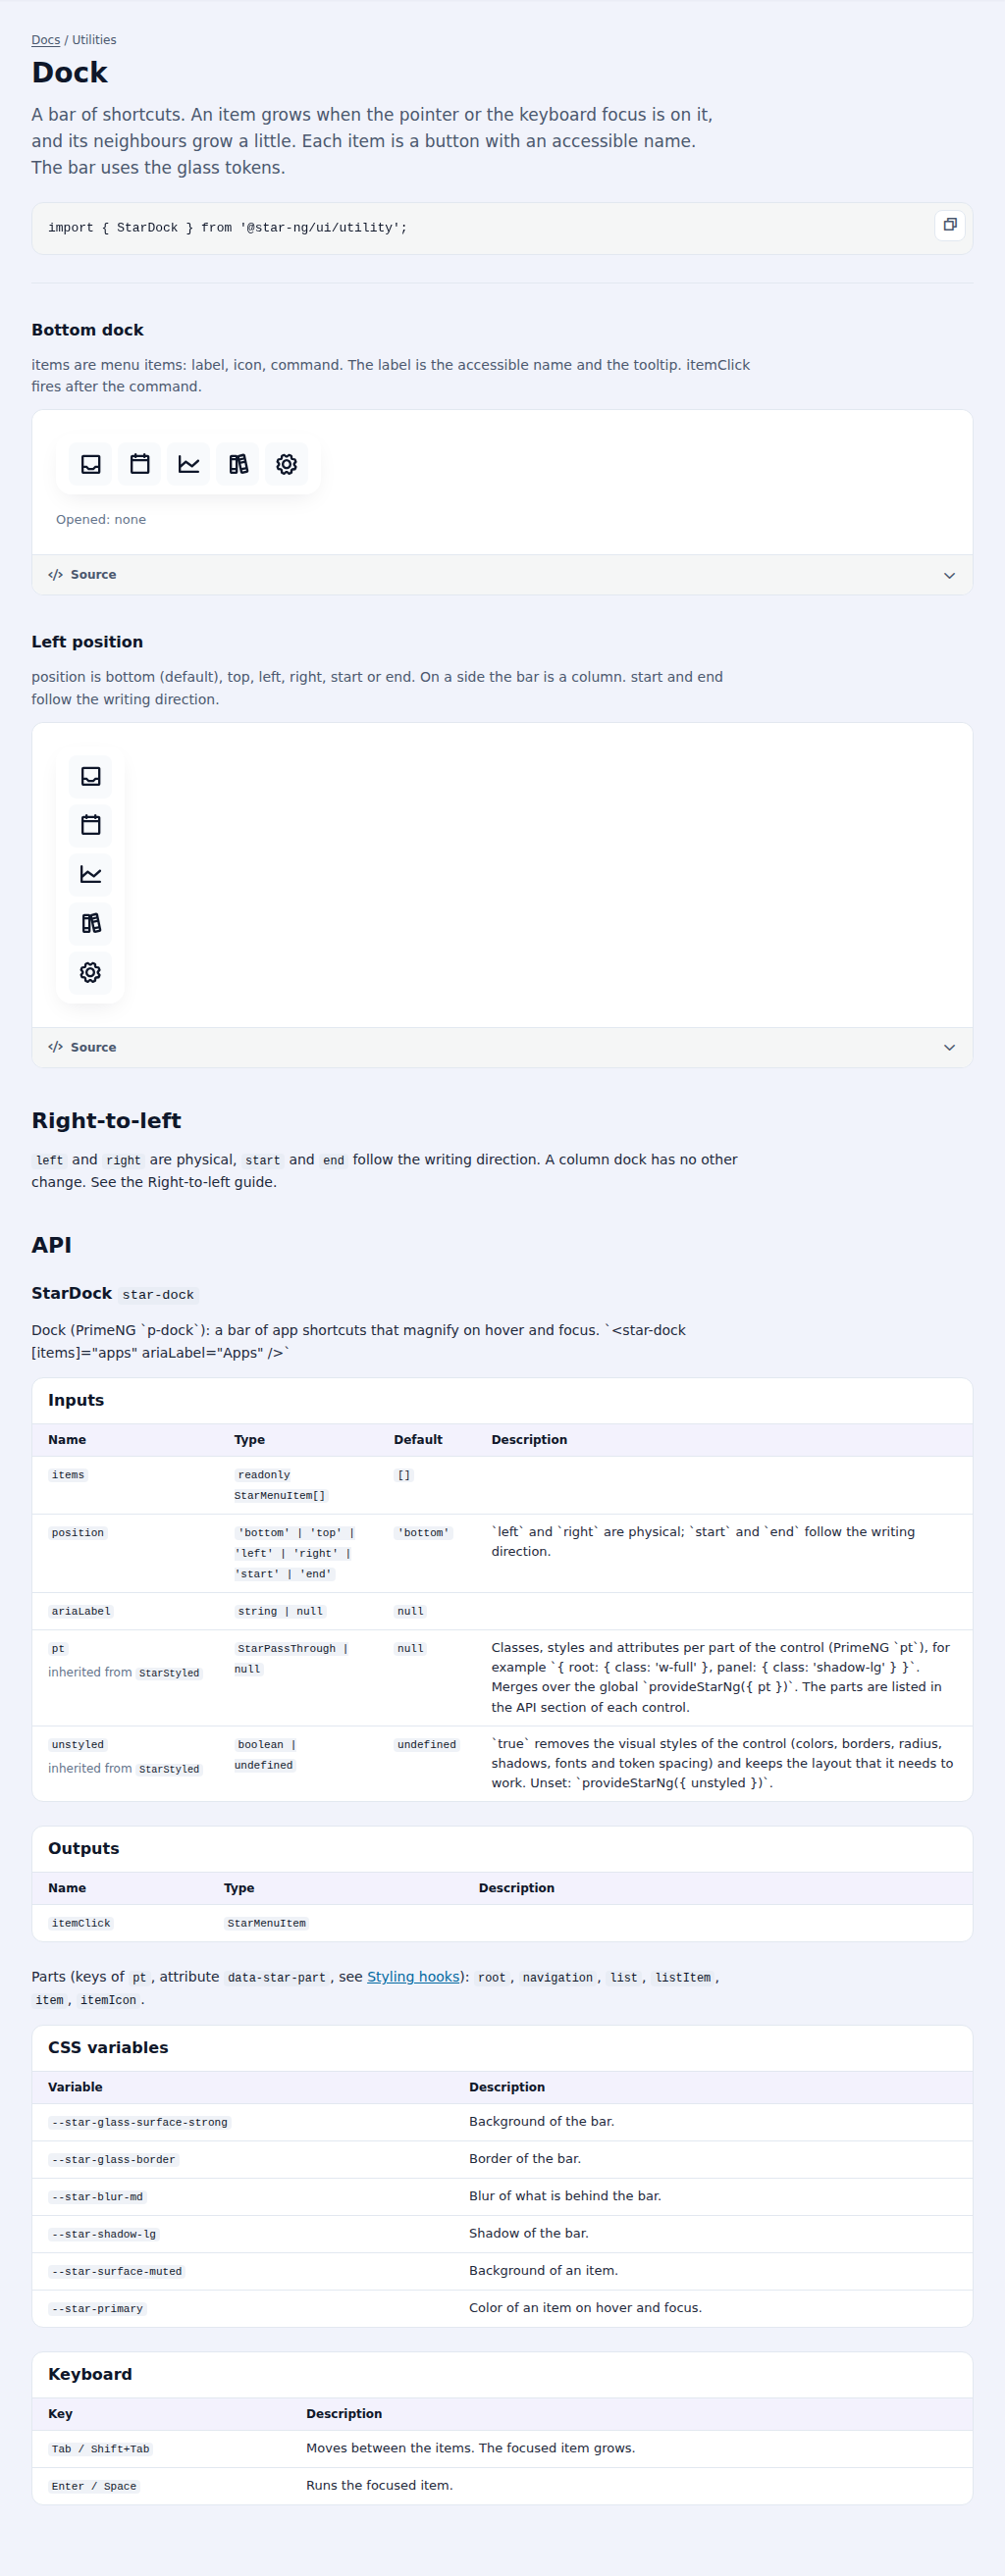 Docs / Utilities
Dock
A bar of shortcuts. An item grows when the pointer or the keyboard focus is on it,
and its neighbours grow a little. Each item is a button with an accessible name.
The bar uses the glass tokens.
import { StarDock } from '@star-ng/ui/utility';
Bottom dock
items are menu items: label, icon, command. The label is the accessible name and the tooltip. itemClick
fires after the command.
Opened: none
Source
Left position
position is bottom (default), top, left, right, start or end. On a side the bar is a column. start and end
follow the writing direction.
Source
Right-to-left
left and right are physical, start and end follow the writing direction. A column dock has no other
change. See the Right-to-left guide.
API
StarDock star-dock
Dock (PrimeNG `p-dock`): a bar of app shortcuts that magnify on hover and focus. `<star-dock
[items]="apps" ariaLabel="Apps" />`
Inputs
Name Type Default Description
items readonly []
StarMenuItem[]
position 'bottom' | 'top' | 'bottom' `left` and `right` are physical; `start` and `end` follow the writing
'left' | 'right' | direction.
'start' | 'end'
ariaLabel string | null null
pt StarPassThrough | null Classes, styles and attributes per part of the control (PrimeNG `pt`), for
inherited from StarStyled null example `{ root: { class: 'w-full' }, panel: { class: 'shadow-lg' } }`.
Merges over the global `provideStarNg({ pt })`. The parts are listed in
the API section of each control.
unstyled boolean | undefined `true` removes the visual styles of the control (colors, borders, radius,
inherited from StarStyled undefined shadows, fonts and token spacing) and keeps the layout that it needs to
work. Unset: `provideStarNg({ unstyled })`.
Outputs
Name Type Description
itemClick StarMenuItem
Parts (keys of pt, attribute data-star-part, see Styling hooks): root, navigation, list, listItem,
item, itemIcon.
CSS variables
Variable Description
--star-glass-surface-strong Background of the bar.
--star-glass-border Border of the bar.
--star-blur-md Blur of what is behind the bar.
--star-shadow-lg Shadow of the bar.
--star-surface-muted Background of an item.
--star-primary Color of an item on hover and focus.
Keyboard
Key Description
Tab / Shift+Tab Moves between the items. The focused item grows.
Enter / Space Runs the focused item.